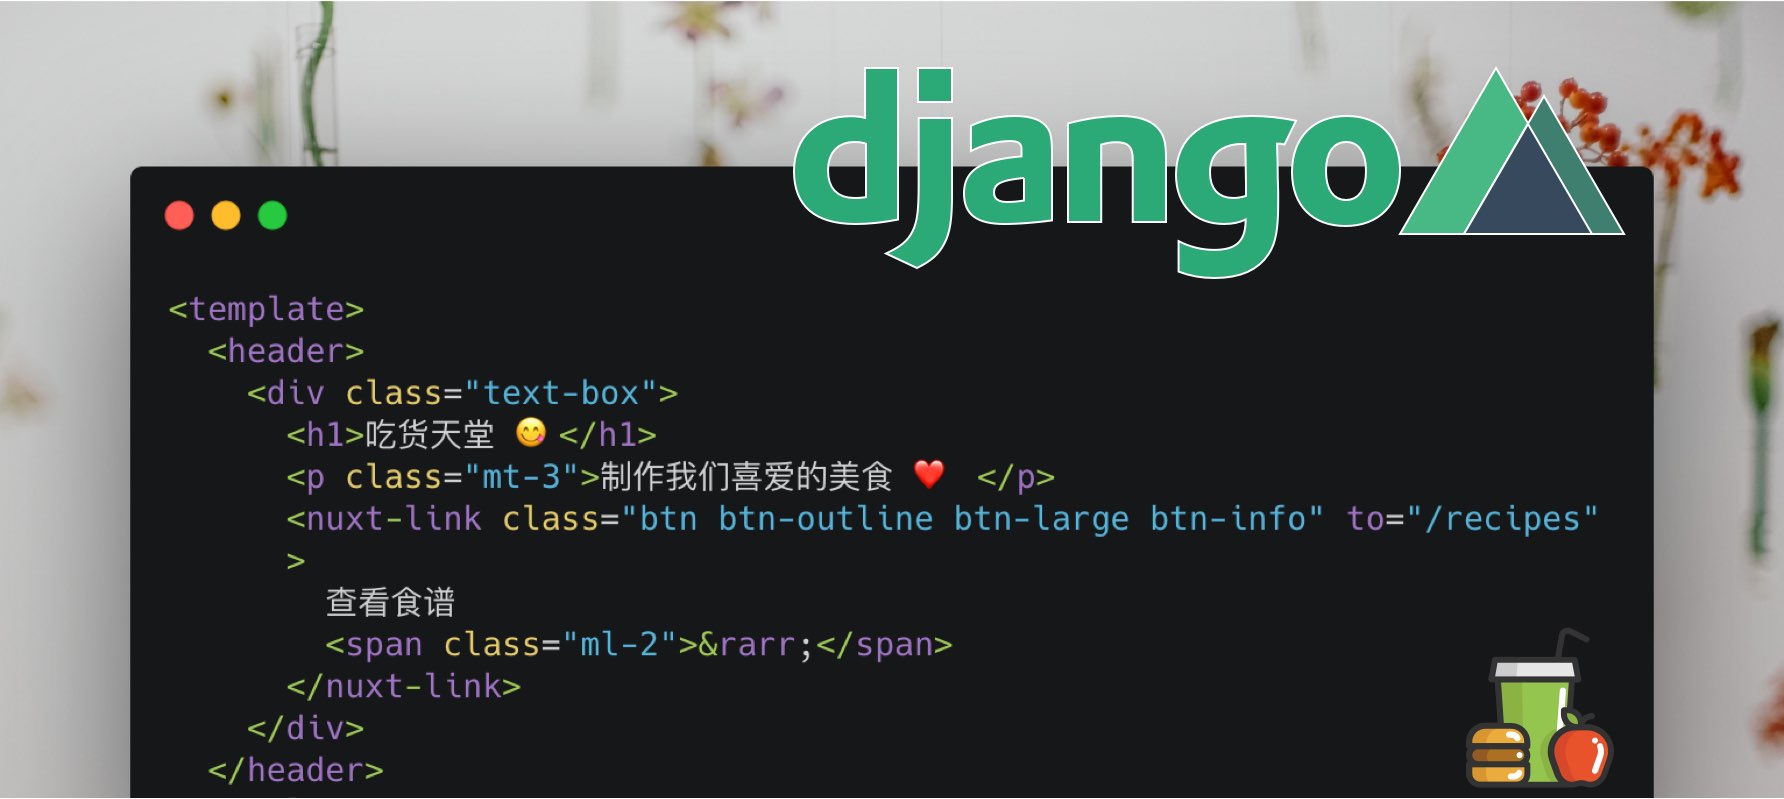 django
<template>
  <header>
    <div class="text-box">
      <h1>吃货天堂 😋 </h1>
      <p class="mt-3">制作我们喜爱的美食 ❤️  </p>
      <nuxt-link class="btn btn-outline btn-large btn-info" to="/recipes"
      >
        查看食谱
        <span class="ml-2">&rarr;</span>
      </nuxt-link>
    </div>
  </header>